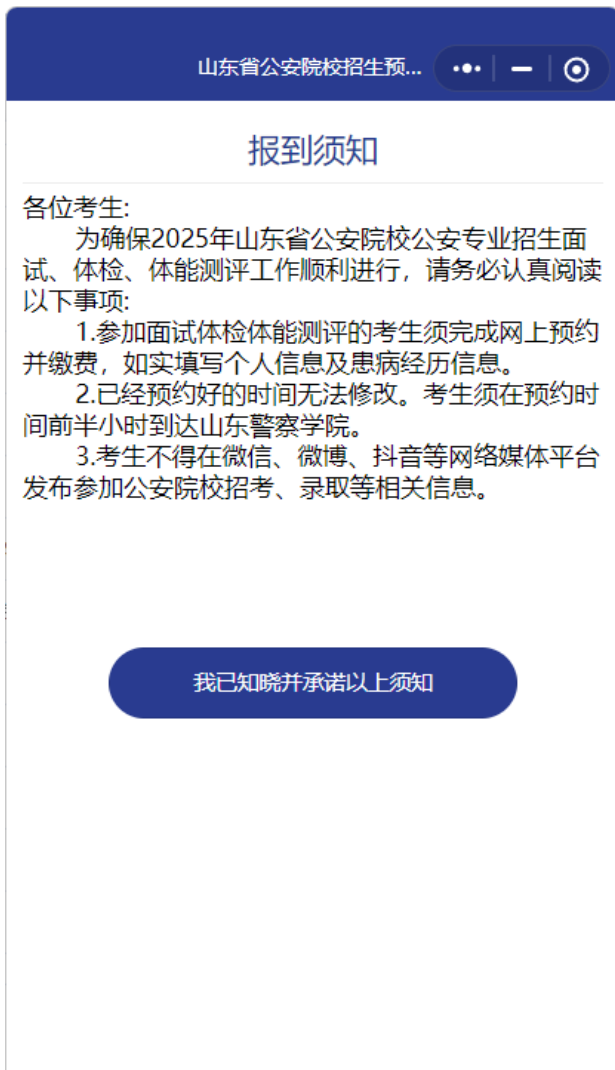 山东省公安院校招生预...
报到须知
各位考生:
为确保2025年山东省公安院校公安专业招生面
试、体检、体能测评工作顺利进行，请务必认真阅读
以下事项:
1.参加面试体检体能测评的考生须完成网上预约
并缴费，如实填写个人信息及患病经历信息。
2.已经预约好的时间无法修改。考生须在预约时
间前半小时到达山东警察学院。
3.考生不得在微信、微博、抖音等网络媒体平台
发布参加公安院校招考、录取等相关信息。
我已知晓并承诺以上须知